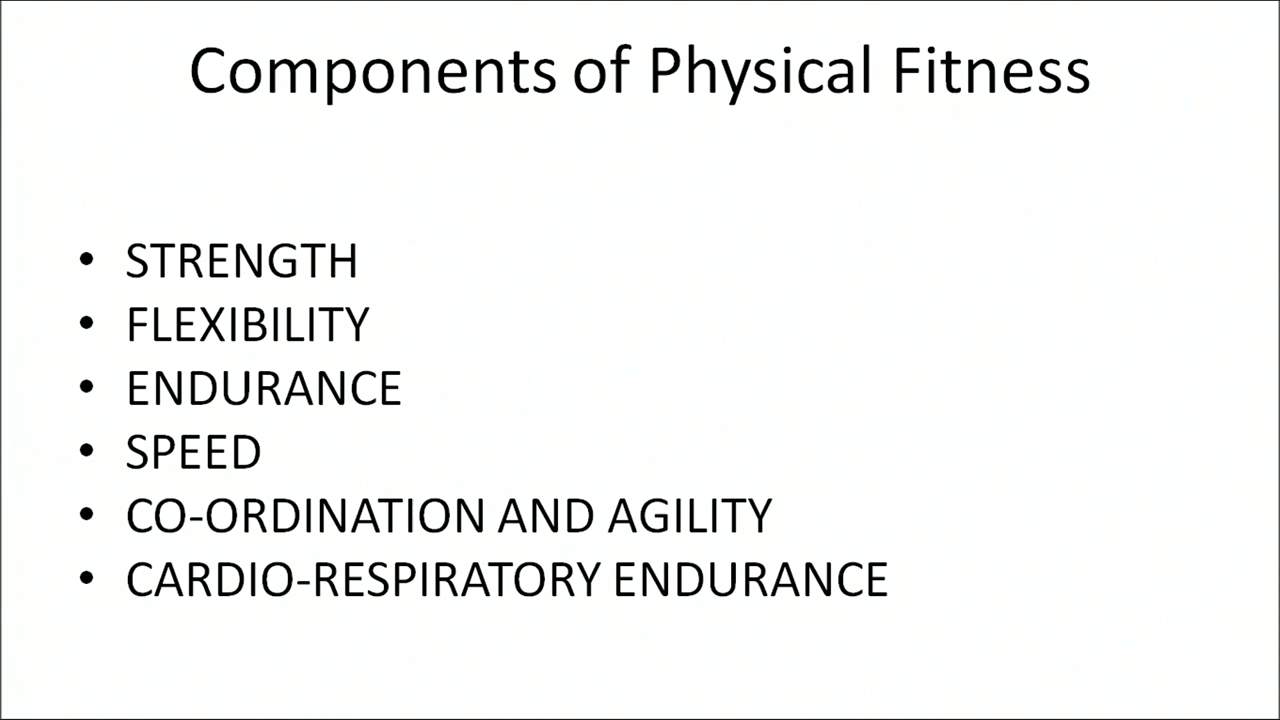 Components of Physical Fitness
• STRENGTH
• FLEXIBILITY
• ENDURANCE
• SPEED
• CO-ORDINATION AND AGILITY
• CARDIO-RESPIRATORY ENDURANCE